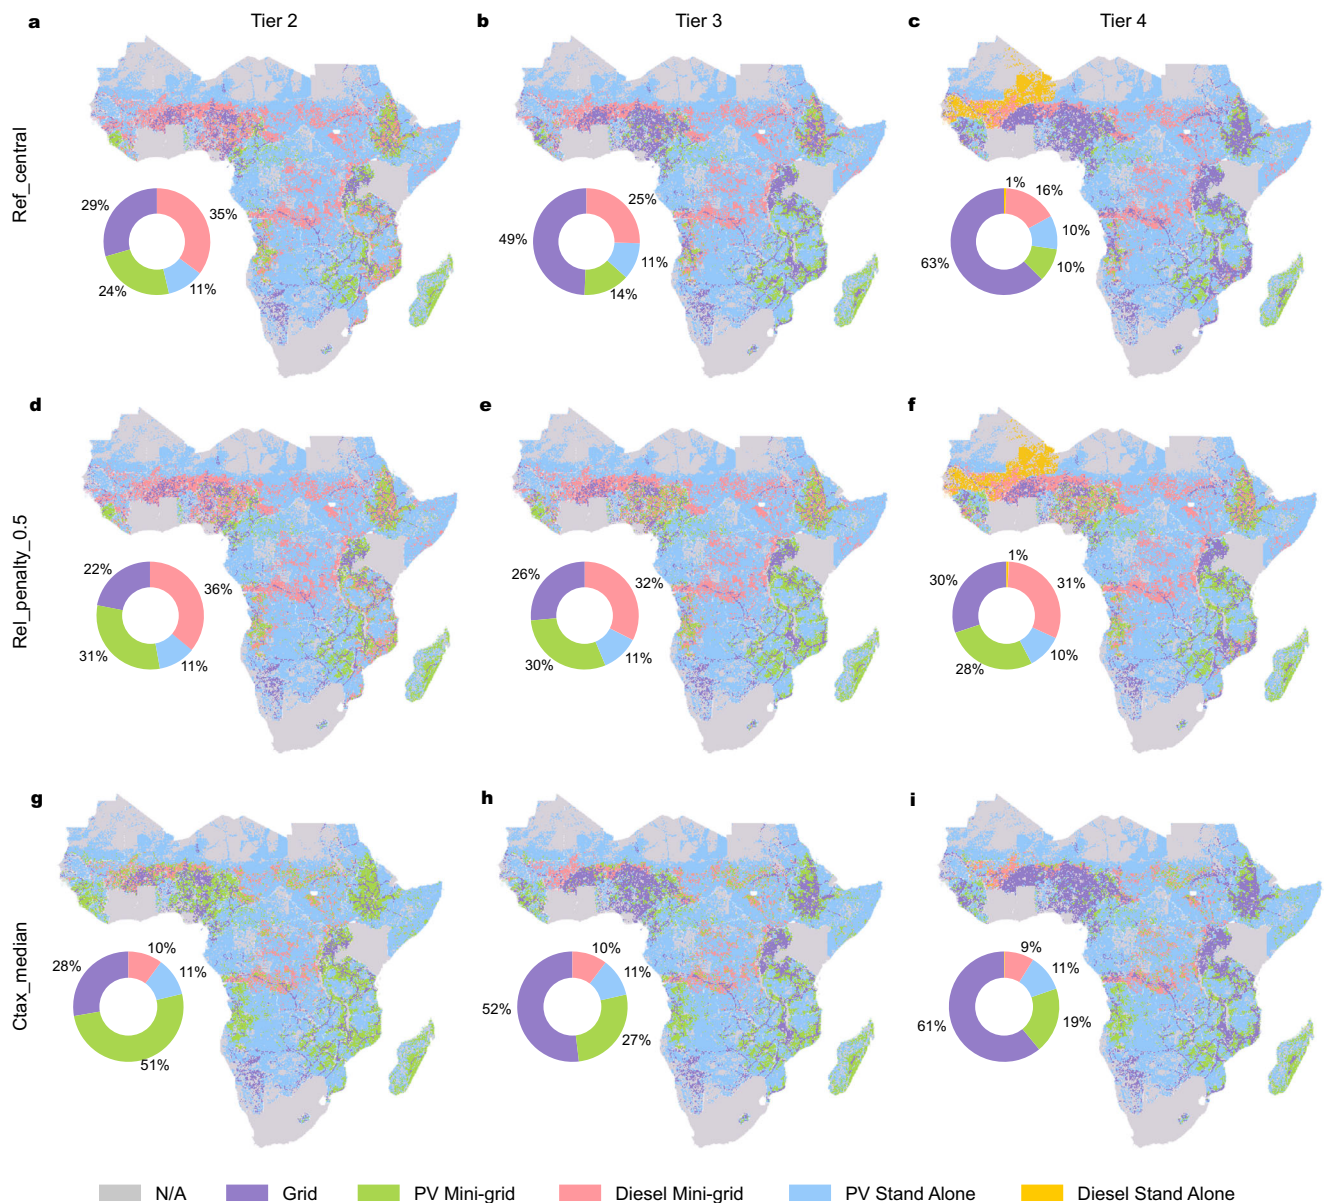 a Tier 2 b Tier 3 c Tier 4
Ref_central
29% 35% 24% 11%
49% 25% 11% 14%
1% 16% 10% 10% 63%
d e f
Rel_penalty_0.5
22% 36% 31% 11%
26% 32% 30% 11%
1% 30% 31% 28% 10%
g h i
Ctax_median
10% 28% 11% 51%
10% 11% 52% 27%
9% 11% 61% 19%
N/A Grid PV Mini-grid Diesel Mini-grid PV Stand Alone Diesel Stand Alone